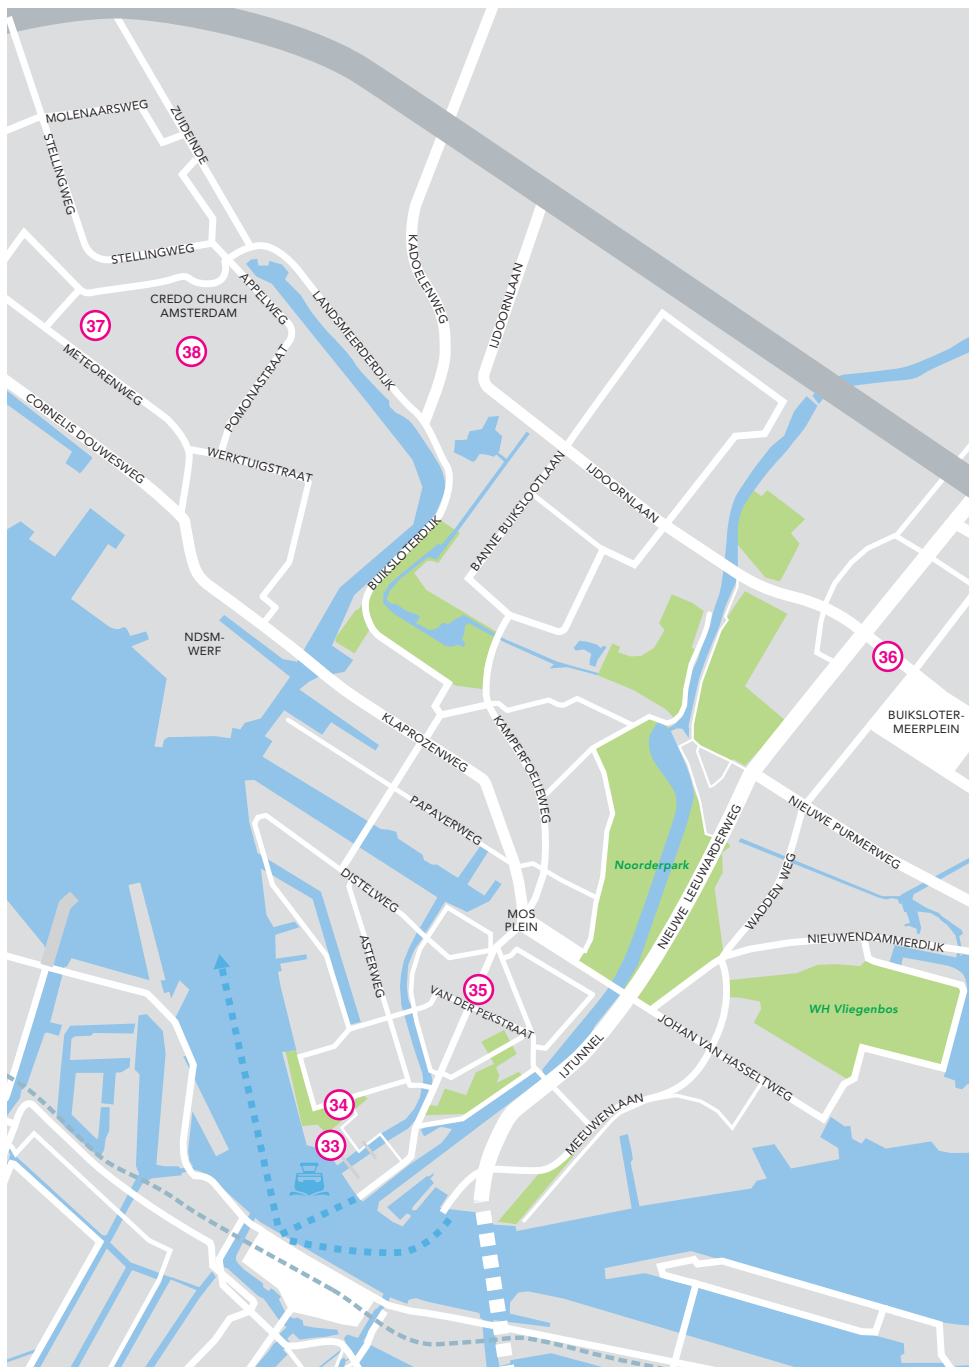 MOLENAARSWEG
ZUIDEINDE
STELLINGWEG
STELLINGWEG
APPELWEG
KADOELENWEG
IJDOORNLAAN
LANDSMEERDERDIJK
CREDO CHURCH
AMSTERDAM
37
38
METEORENWEG
POMONASTRAAT
CORNELIS DOUWESWEG
WERKTUIGSTRAAT
BANNE BUIKSLOOTLAAN
IJDOORNLAAN
BUIKSLOTERDIJK
NDSM-
WERF
36
BUIKSLOTER-
MEERPLEIN
KLAPROZENWEG
KAMPERFOELIEWEG
PAPAVERWEG
NIEUWE PURMERWEG
Noorderpark
NIEUWE LEEUWARDERWEG
WADDEN WEG
DISTELWEG
MOS
PLEIN
ASTERWEG
NIEUWENDAMMERDIJK
35
VAN DER PEKSTRAAT
WH Vliegenbos
IJTUNNEL
JOHAN VAN HASSELTWEG
34
MEEUWENLAAN
33